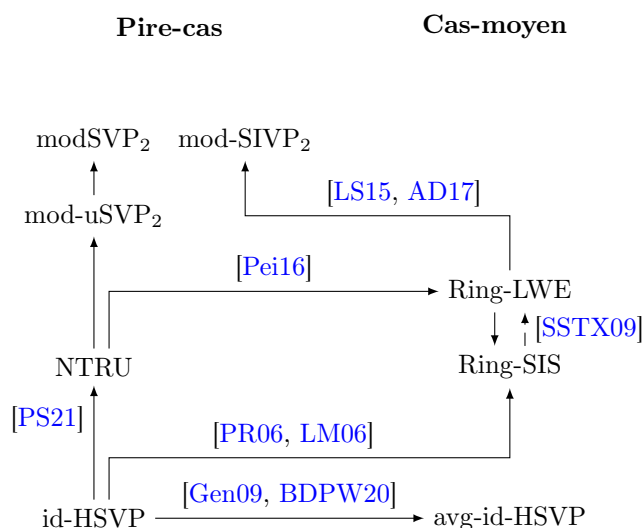 Pire-cas Cas-moyen
modSVP₂ mod-SIVP₂
[LS15, AD17]
mod-uSVP₂
[Pei16]
Ring-LWE
[SSTX09]
NTRU Ring-SIS
[PS21]
[PR06, LM06]
[Gen09, BDPW20]
id-HSVP avg-id-HSVP